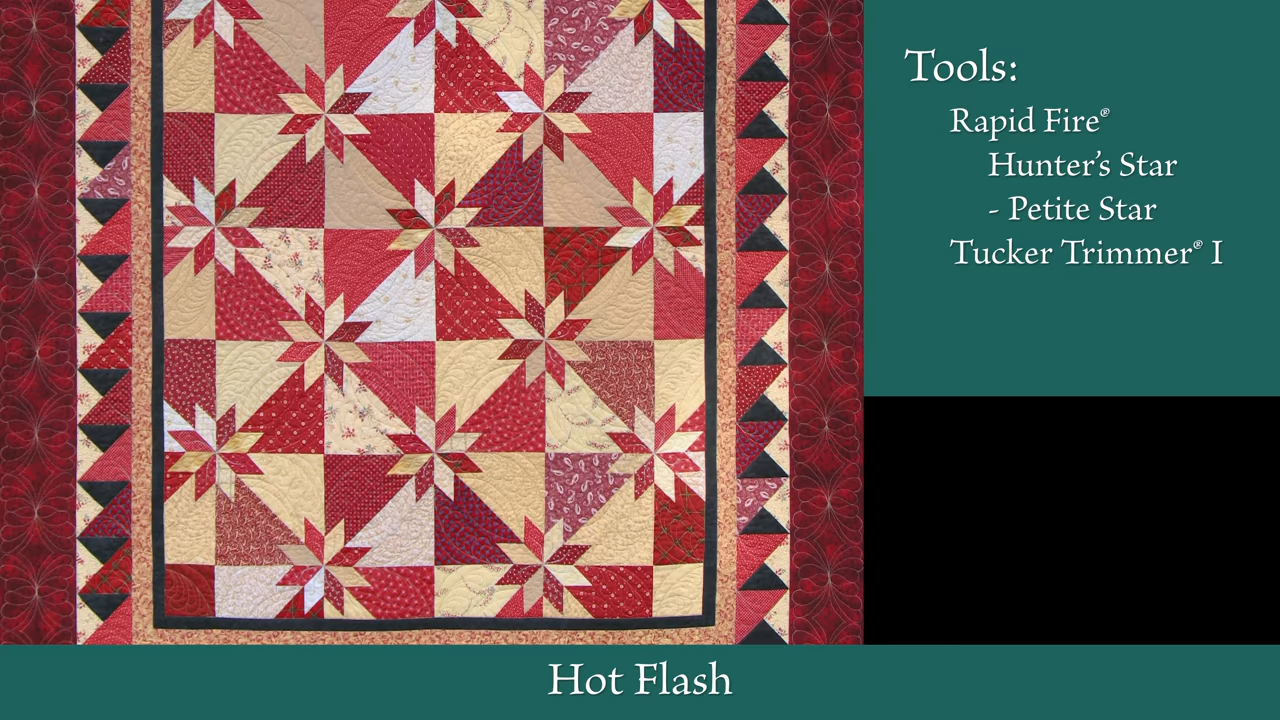 Tools:
Rapid Fire®
Hunter's Star
- Petite Star
Tucker Trimmer® I
Hot Flash